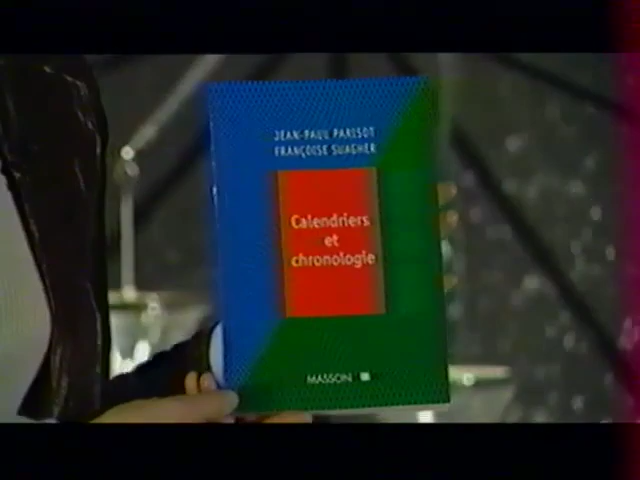 JEAN-PAUL PARISOT
FRANÇOISE SUAGHER
Calendriers
et
chronologie
MASSON